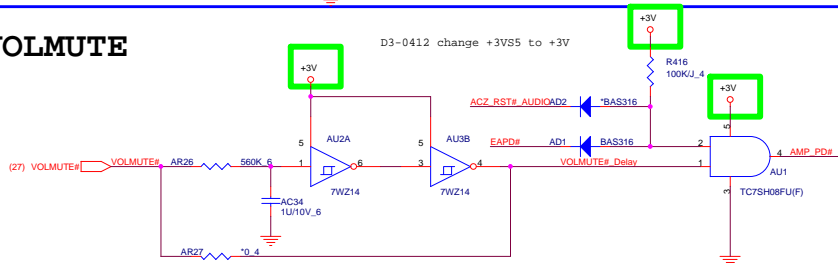 VOLMUTE
D3-0412 change +3VS5 to +3V
+3V
+3V
+3V
R416
100K/J_4
ACZ_RST#_AUDIO
AD2
*BAS316
EAPD#
AD1
BAS316
(27)
VOLMUTE#
VOLMUTE#
AR26
560K_6
AU2A
5
1
6
7WZ14
AU3B
5
3
4
7WZ14
VOLMUTE#_Delay
5
2
1
4
3
AMP_PD#
AU1
TC7SH08FU(F)
AC34
1U/10V_6
AR27
*0_4